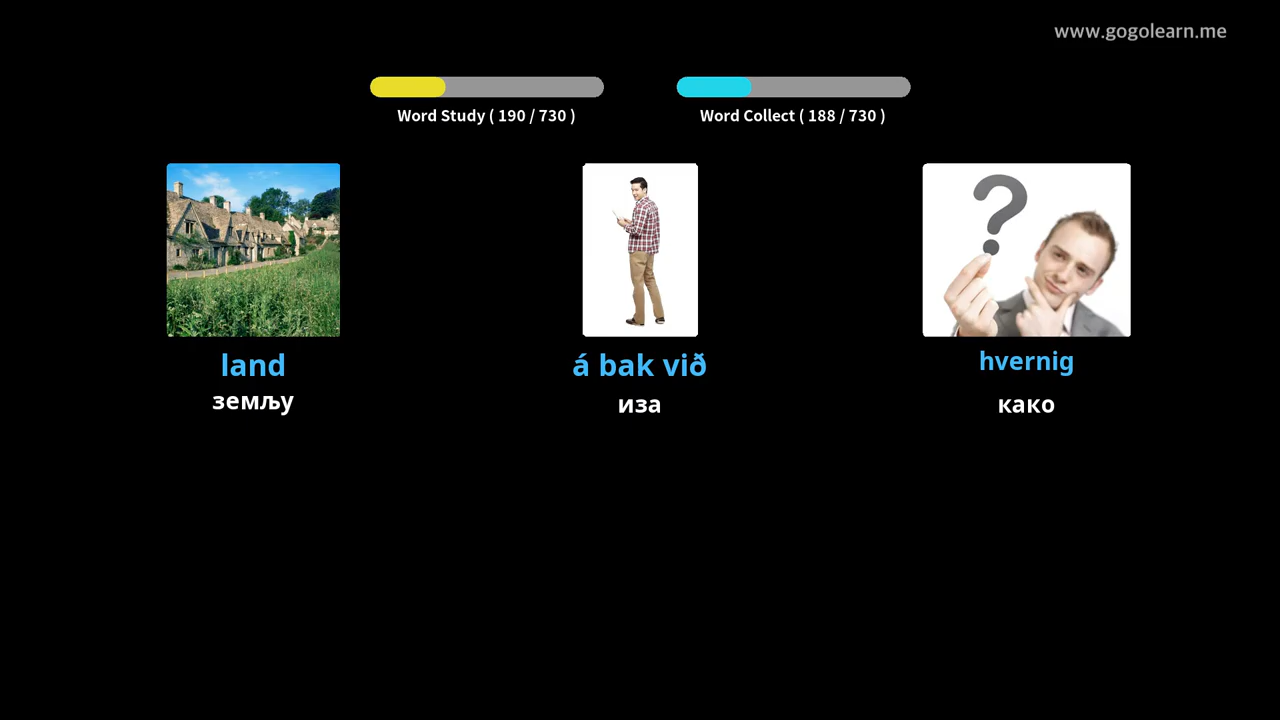 www.gogolearn.me
Word Study ( 190 / 730 )
Word Collect ( 188 / 730 )
land
á bak við
hvernig
земљу
иза
како